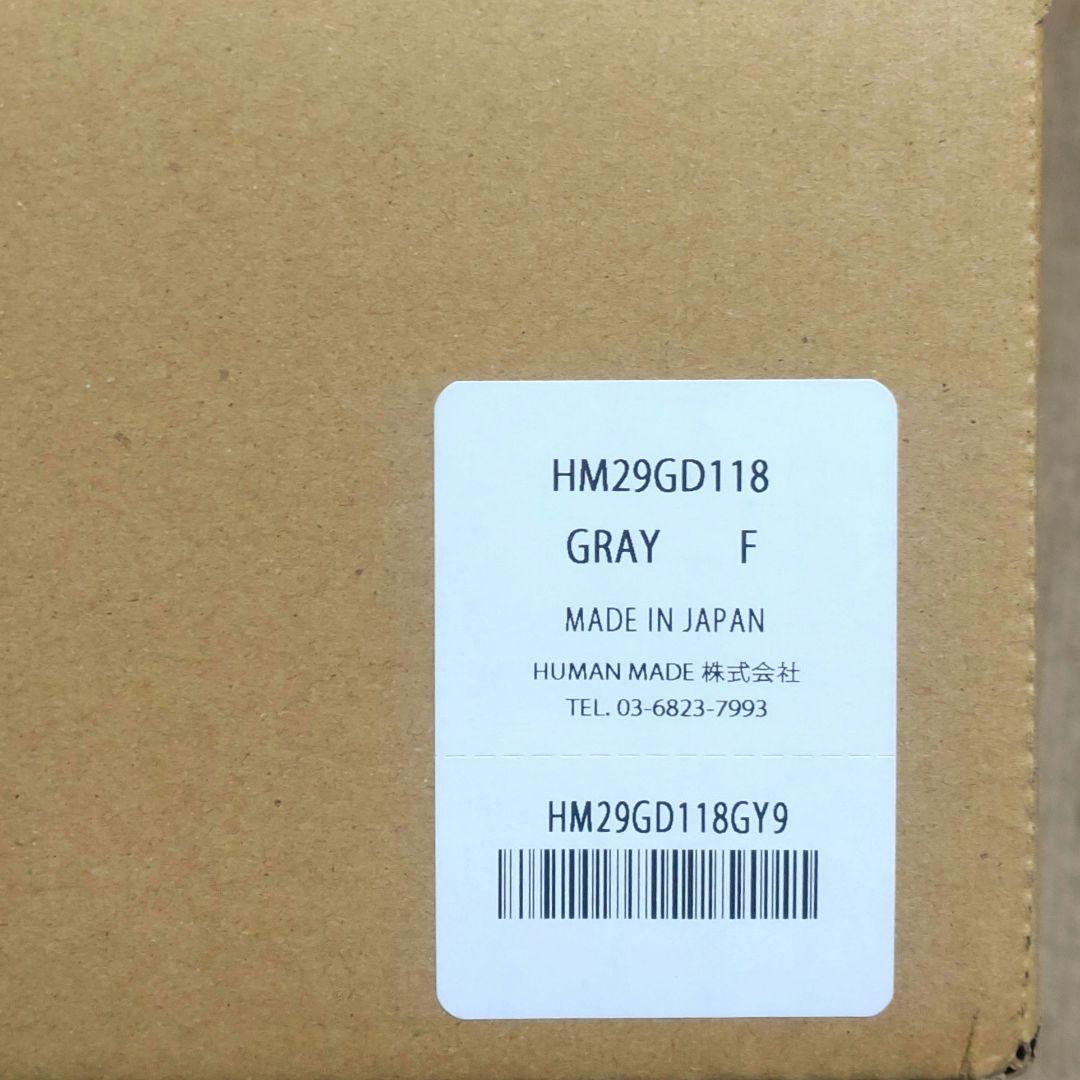 HM29GD118
GRAY F
MADE IN JAPAN
HUMAN MADE 株式会社
TEL. 03-6823-7993
HM29GD118GY9